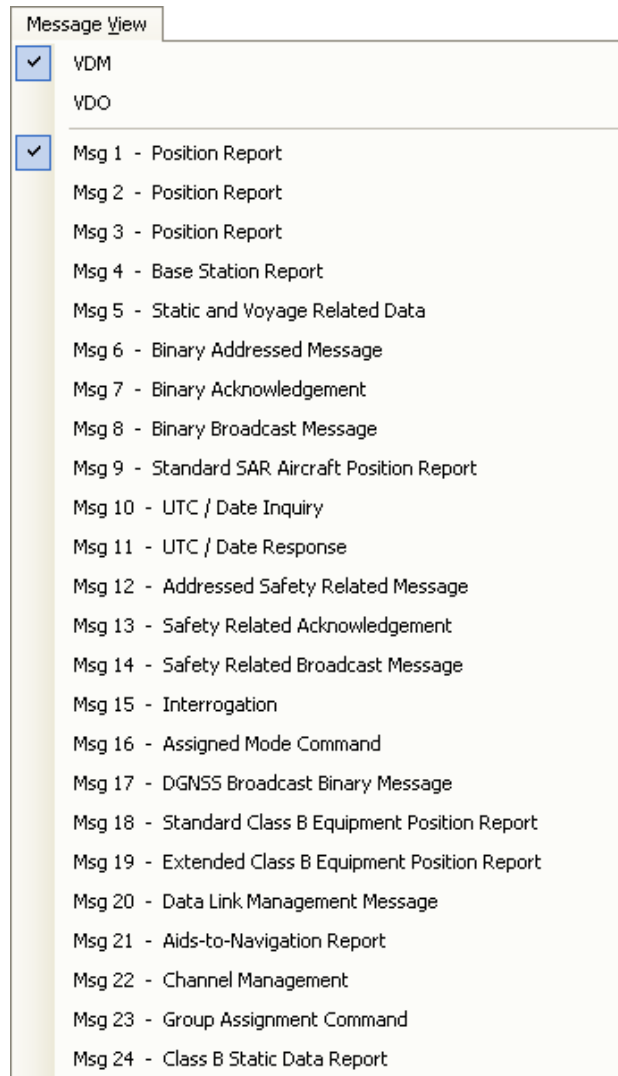 Message View
VDM
VDO
Msg 1 - Position Report
Msg 2 - Position Report
Msg 3 - Position Report
Msg 4 - Base Station Report
Msg 5 - Static and Voyage Related Data
Msg 6 - Binary Addressed Message
Msg 7 - Binary Acknowledgement
Msg 8 - Binary Broadcast Message
Msg 9 - Standard SAR Aircraft Position Report
Msg 10 - UTC / Date Inquiry
Msg 11 - UTC / Date Response
Msg 12 - Addressed Safety Related Message
Msg 13 - Safety Related Acknowledgement
Msg 14 - Safety Related Broadcast Message
Msg 15 - Interrogation
Msg 16 - Assigned Mode Command
Msg 17 - DGNSS Broadcast Binary Message
Msg 18 - Standard Class B Equipment Position Report
Msg 19 - Extended Class B Equipment Position Report
Msg 20 - Data Link Management Message
Msg 21 - Aids-to-Navigation Report
Msg 22 - Channel Management
Msg 23 - Group Assignment Command
Msg 24 - Class B Static Data Report